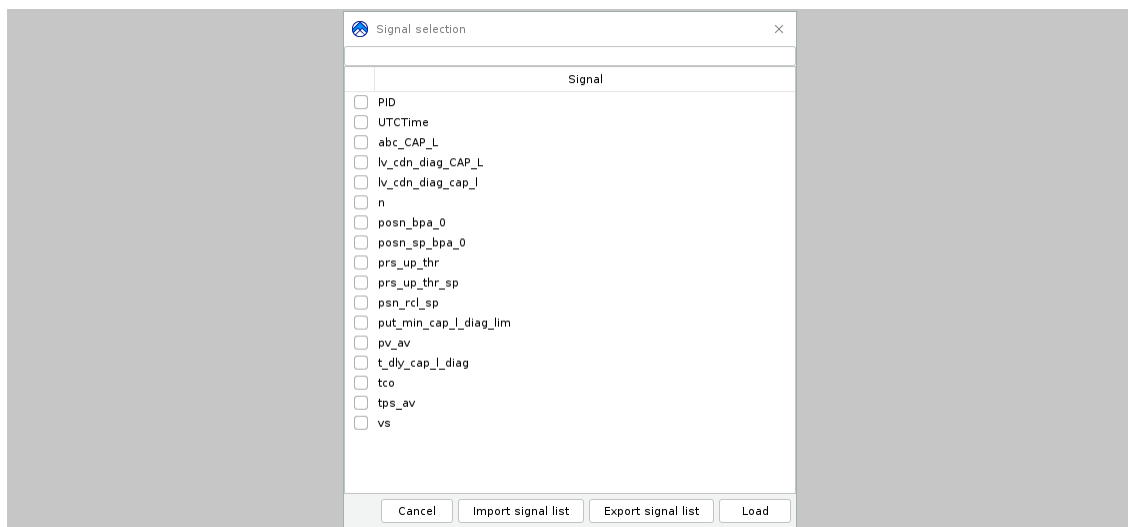 Signal selection
Signal
PID
UTCTime
abc_CAP_L
lv_cdn_diag_CAP_L
lv_cdn_diag_cap_l
n
posn_bpa_0
posn_sp_bpa_0
prs_up_thr
prs_up_thr_sp
psn_rcl_sp
put_min_cap_l_diag_lim
pv_av
t_dly_cap_l_diag
tco
tps_av
vs
Cancel Import signal list Export signal list Load